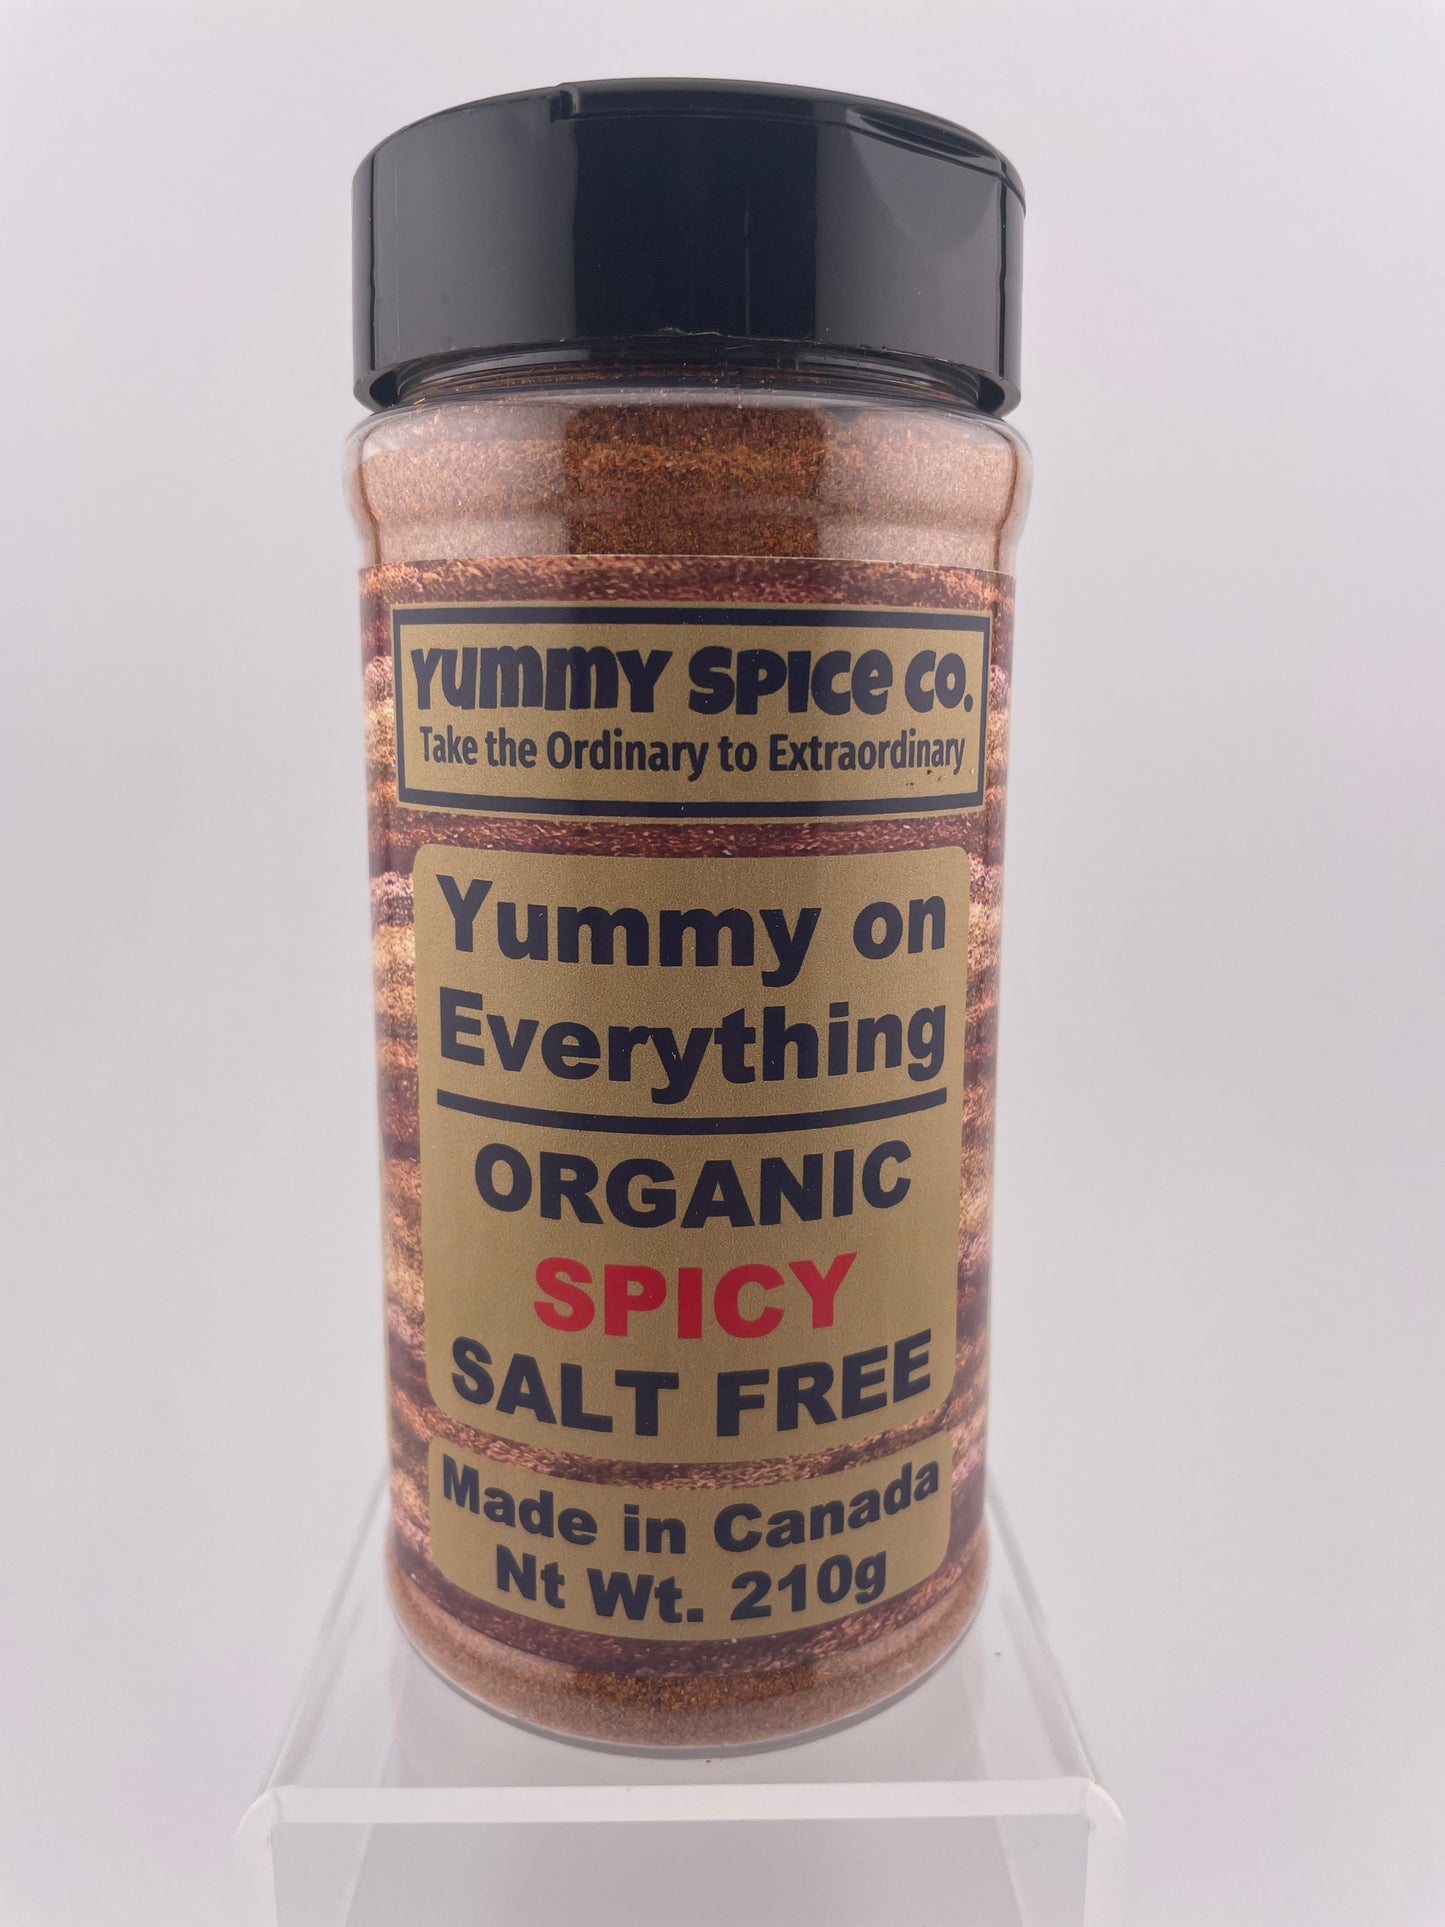 Yummy Spice Co.
Take the Ordinary to Extraordinary
Yummy on
Everything
ORGANIC
SPICY
SALT FREE
Made in Canada
Nt Wt. 210g